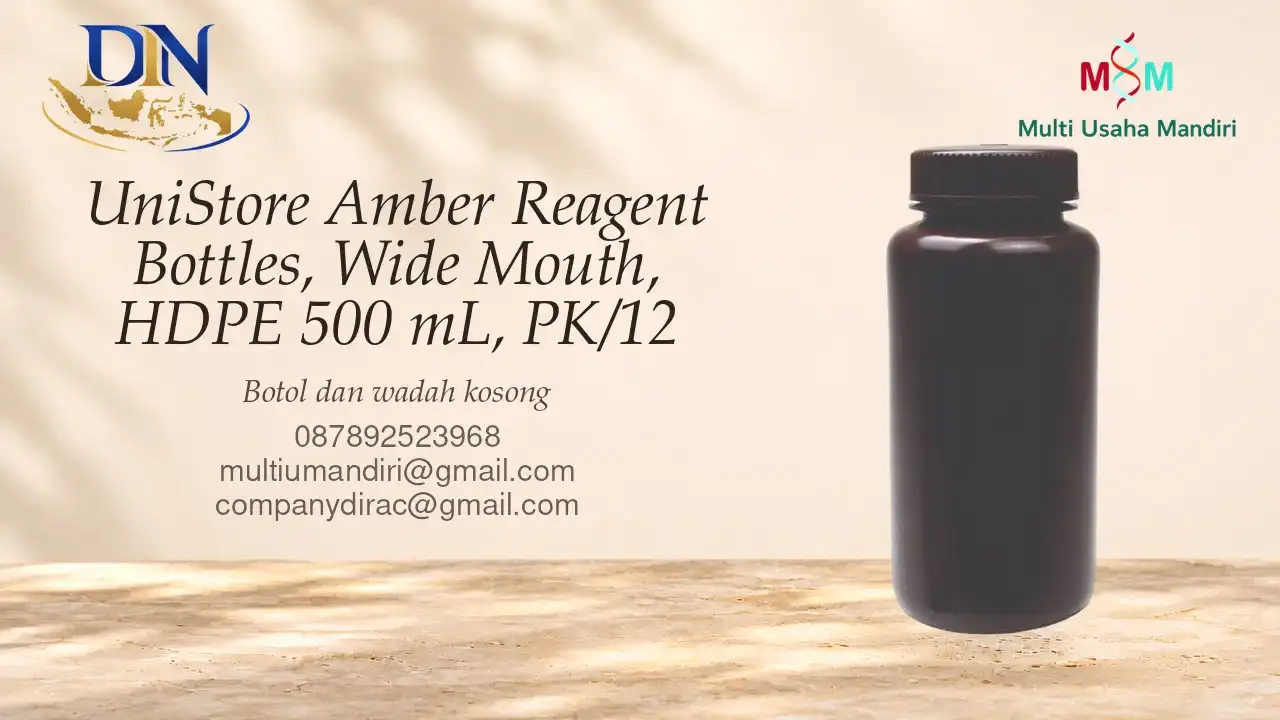 DN
M M
Multi Usaha Mandiri
UniStore Amber Reagent
Bottles, Wide Mouth,
HDPE 500 mL, PK/12
Botol dan wadah kosong
087892523968
multiumandiri@gmail.com
companydirac@gmail.com